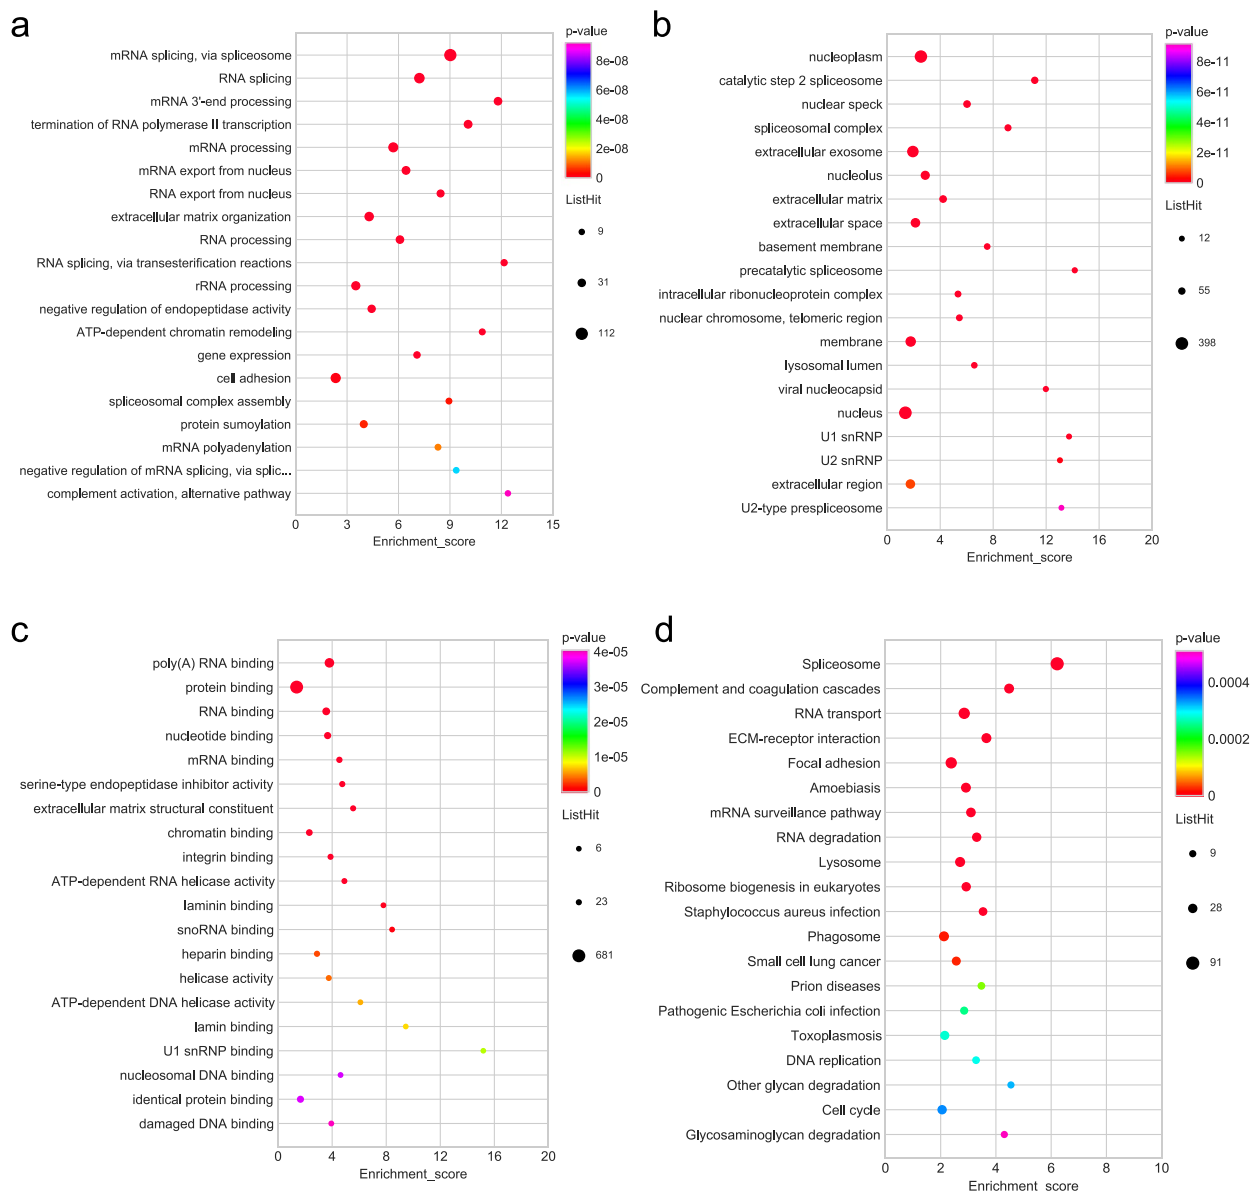 a
mRNA splicing, via spliceosome
RNA splicing
mRNA 3'-end processing
termination of RNA polymerase II transcription
mRNA processing
mRNA export from nucleus
RNA export from nucleus
extracellular matrix organization
RNA processing
RNA splicing, via transesterification reactions
rRNA processing
negative regulation of endopeptidase activity
ATP-dependent chromatin remodeling
gene expression
cell adhesion
spliceosomal complex assembly
protein sumoylation
mRNA polyadenylation
negative regulation of mRNA splicing, via splic...
complement activation, alternative pathway
0 3 6 9 12 15
Enrichment_score
p-value
8e-08
6e-08
4e-08
2e-08
0
ListHit
9
31
112
b
nucleoplasm
catalytic step 2 spliceosome
nuclear speck
spliceosomal complex
extracellular exosome
nucleolus
extracellular matrix
extracellular space
basement membrane
precatalytic spliceosome
intracellular ribonucleoprotein complex
nuclear chromosome, telomeric region
membrane
lysosomal lumen
viral nucleocapsid
nucleus
U1 snRNP
U2 snRNP
extracellular region
U2-type prespliceosome
0 4 8 12 16 20
Enrichment_score
p-value
8e-11
6e-11
4e-11
2e-11
0
ListHit
12
55
398
c
poly(A) RNA binding
protein binding
RNA binding
nucleotide binding
mRNA binding
serine-type endopeptidase inhibitor activity
extracellular matrix structural constituent
chromatin binding
integrin binding
ATP-dependent RNA helicase activity
laminin binding
snoRNA binding
heparin binding
helicase activity
ATP-dependent DNA helicase activity
lamin binding
U1 snRNP binding
nucleosomal DNA binding
identical protein binding
damaged DNA binding
0 4 8 12 16 20
Enrichment_score
p-value
4e-05
3e-05
2e-05
1e-05
0
ListHit
6
23
681
d
Spliceosome
Complement and coagulation cascades
RNA transport
ECM-receptor interaction
Focal adhesion
Amoebiasis
mRNA surveillance pathway
RNA degradation
Lysosome
Ribosome biogenesis in eukaryotes
Staphylococcus aureus infection
Phagosome
Small cell lung cancer
Prion diseases
Pathogenic Escherichia coli infection
Toxoplasmosis
DNA replication
Other glycan degradation
Cell cycle
Glycosaminoglycan degradation
0 2 4 6 8 10
Enrichment score
p-value
0.0004
0.0002
0
ListHit
9
28
91